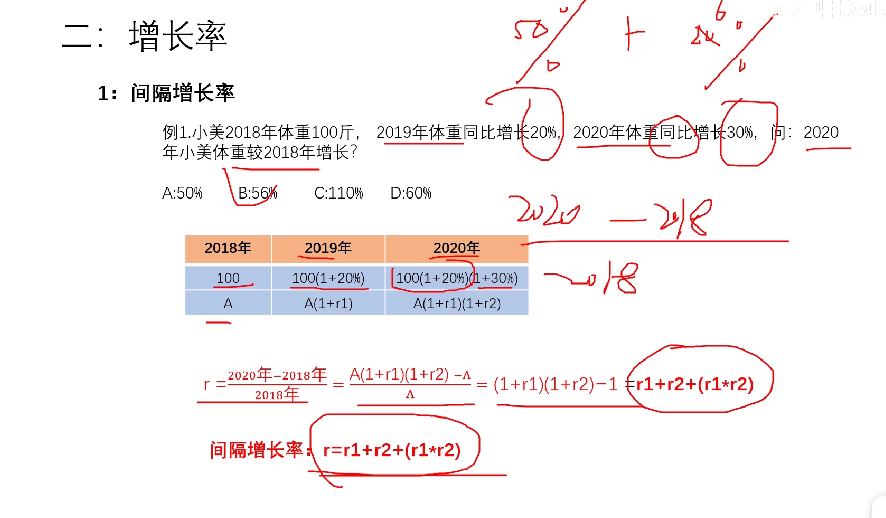 二：增长率
50% + 6%
1：间隔增长率
例1.小美2018年体重100斤， 2019年体重同比增长20%，2020年体重同比增长30%，问：2020
年小美体重较2018年增长？
A:50% B:56% C:110% D:60%
2020 — 2018
2018
2018年 2019年 2020年
100 100(1+20%) 100(1+20%)(1+30%)
A A(1+r1) A(1+r1)(1+r2)
r =2020年−2018年/2018年 = A(1+r1)(1+r2) −A/A = (1+r1)(1+r2)−1 =r1+r2+(r1*r2)
间隔增长率：r=r1+r2+(r1*r2)